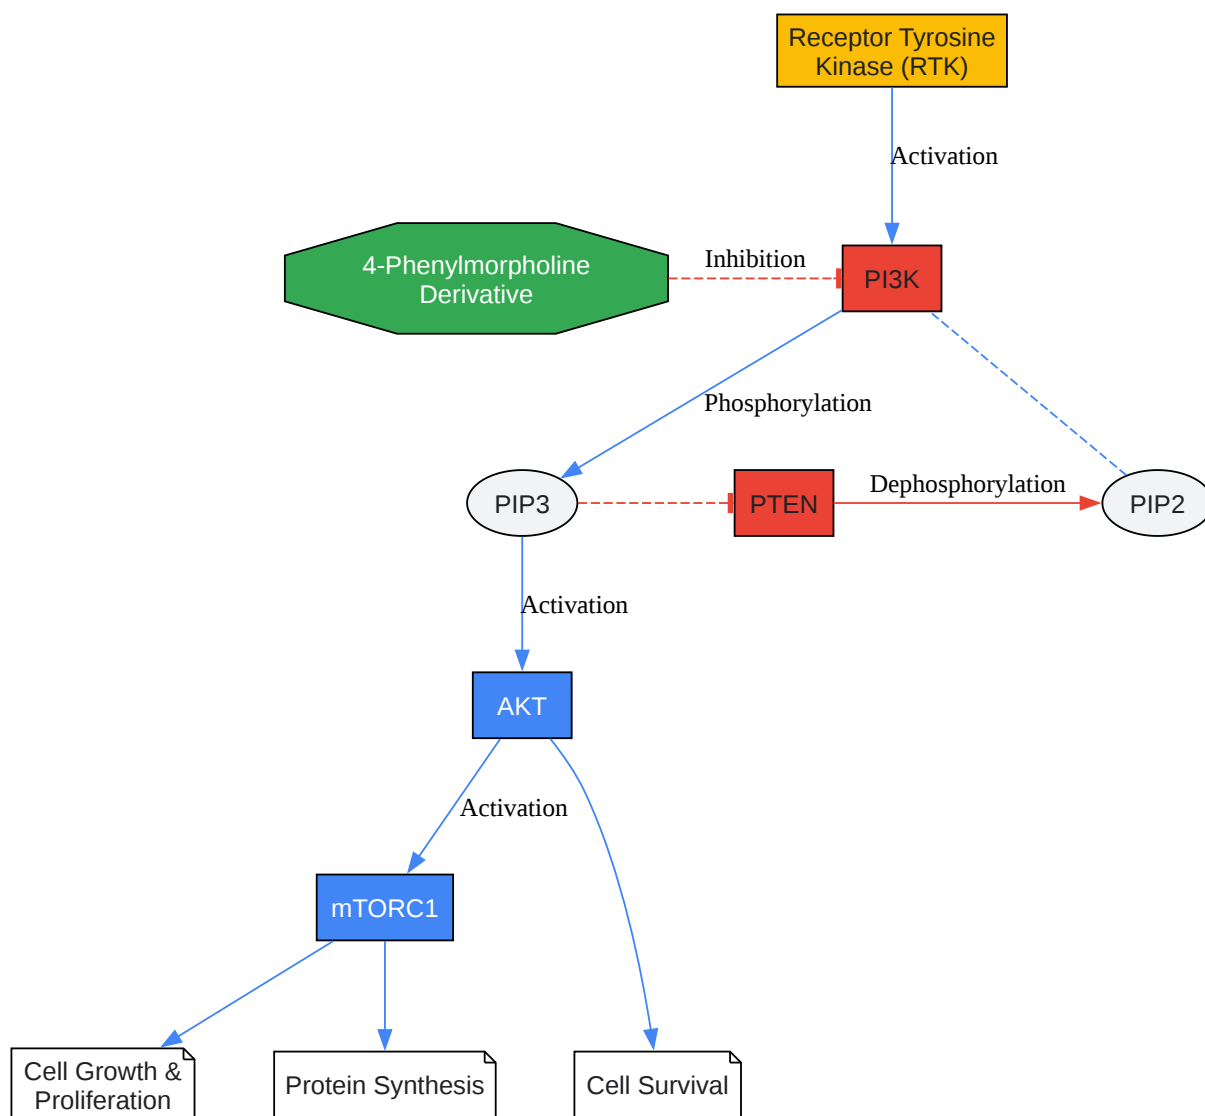 Receptor Tyrosine
Kinase (RTK)
Activation
Inhibition
4-Phenylmorpholine
Derivative
PI3K
Phosphorylation
PIP3
PTEN
Dephosphorylation
PIP2
Activation
AKT
Activation
mTORC1
Cell Growth &
Proliferation
Protein Synthesis
Cell Survival